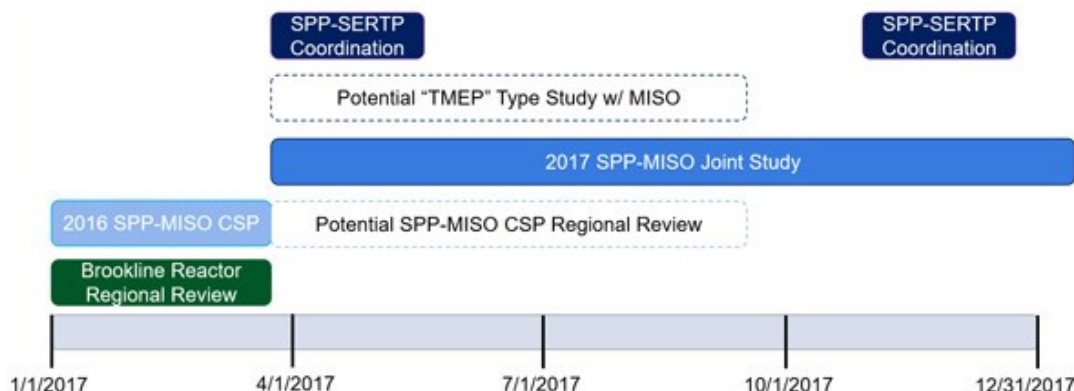 SPP-SERTP
Coordination
SPP-SERTP
Coordination
Potential “TMEP” Type Study w/ MISO
2017 SPP-MISO Joint Study
2016 SPP-MISO CSP
Potential SPP-MISO CSP Regional Review
Brookline Reactor
Regional Review
1/1/2017
4/1/2017
7/1/2017
10/1/2017
12/31/2017